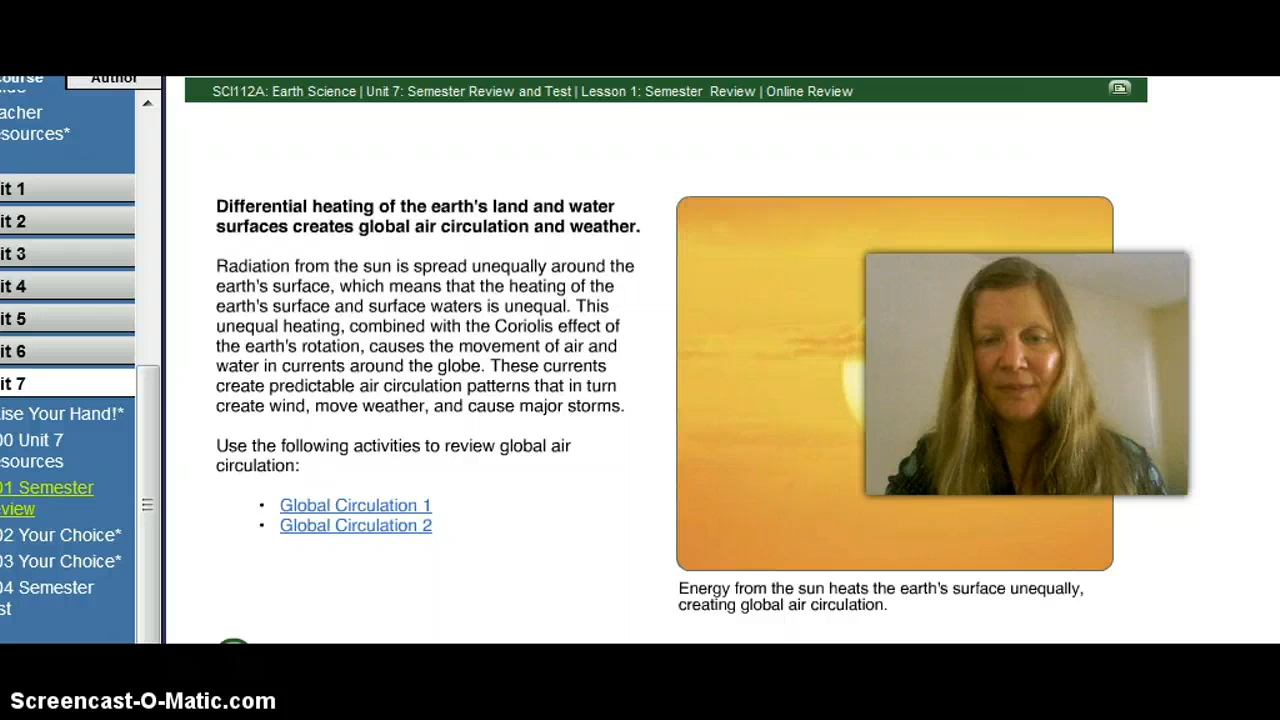 Course
Author
Teacher
Resources*
SCI112A: Earth Science | Unit 7: Semester Review and Test | Lesson 1: Semester Review | Online Review
it 1
it 2
it 3
it 4
it 5
it 6
it 7
ise Your Hand!*
00 Unit 7
esources
01 Semester
view
02 Your Choice*
03 Your Choice*
04 Semester
st
Differential heating of the earth's land and water
surfaces creates global air circulation and weather.
Radiation from the sun is spread unequally around the
earth's surface, which means that the heating of the
earth's surface and surface waters is unequal. This
unequal heating, combined with the Coriolis effect of
the earth's rotation, causes the movement of air and
water in currents around the globe. These currents
create predictable air circulation patterns that in turn
create wind, move weather, and cause major storms.
Use the following activities to review global air
circulation:
• Global Circulation 1
• Global Circulation 2
Energy from the sun heats the earth's surface unequally,
creating global air circulation.
Screencast-O-Matic.com